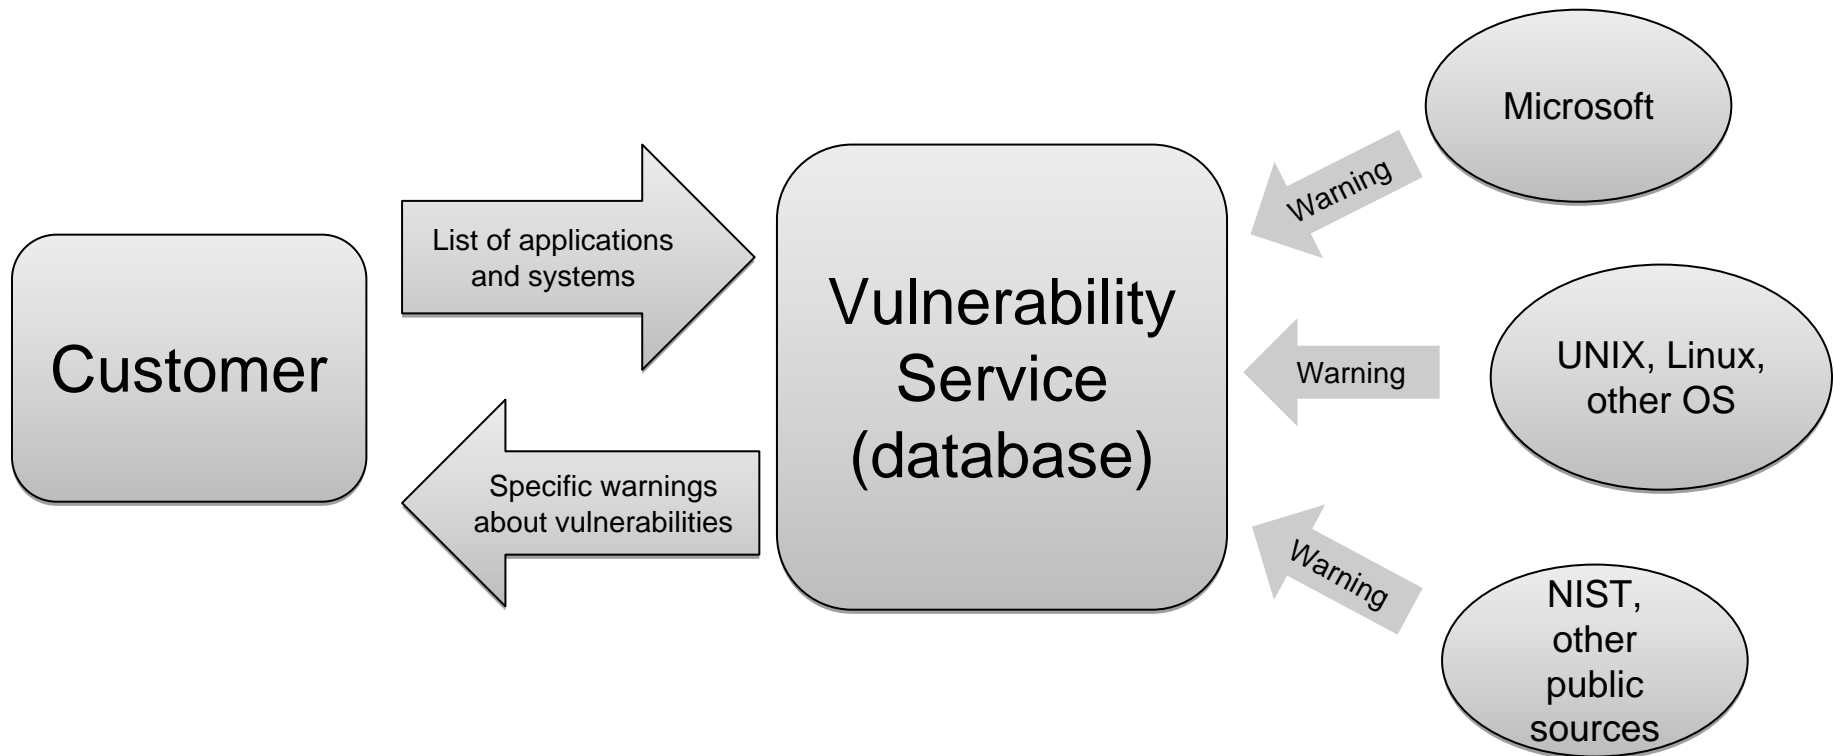 Customer
List of applications
and systems
Specific warnings
about vulnerabilities
Vulnerability
Service
(database)
Warning
Warning
Warning
Microsoft
UNIX, Linux,
other OS
NIST,
other
public
sources